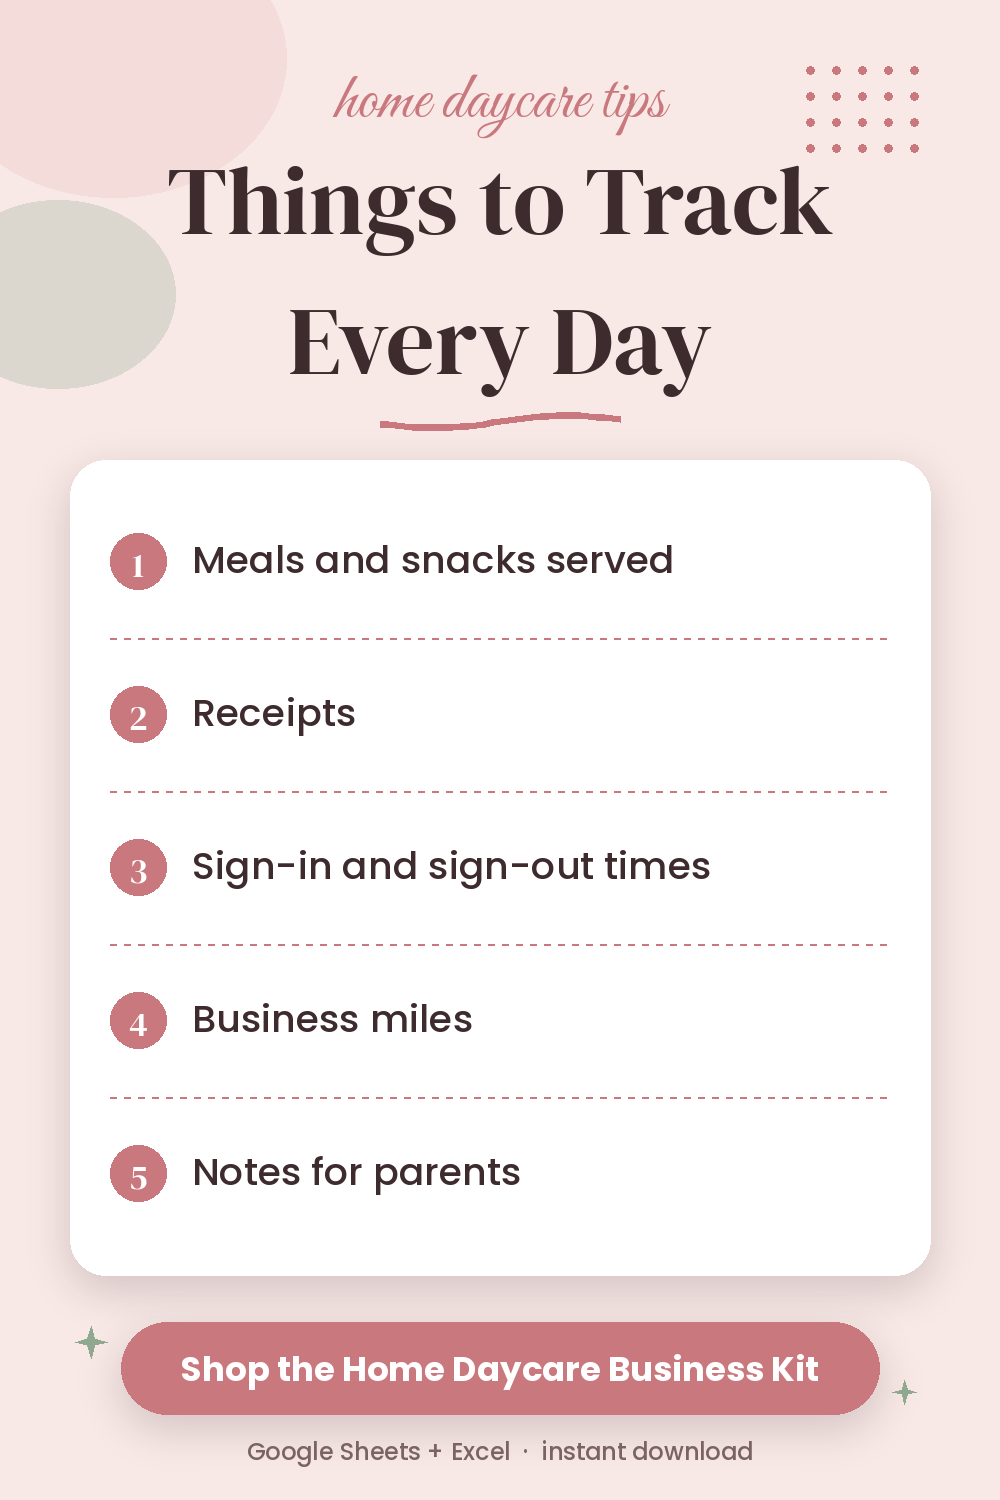 home daycare tips
Things to Track
Every Day
1 Meals and snacks served
2 Receipts
3 Sign-in and sign-out times
4 Business miles
5 Notes for parents
Shop the Home Daycare Business Kit
Google Sheets + Excel · instant download